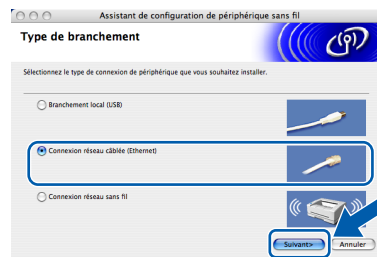 Assistant de configuration de périphérique sans fil
Type de branchement
Sélectionnez le type de connexion de périphérique que vous souhaitez installer.
Branchement local (USB)
Connexion réseau câblée (Ethernet)
Connexion réseau sans fil
Suivant> Annuler